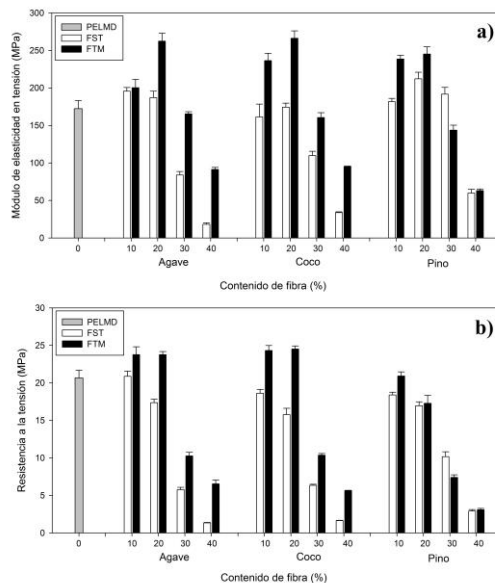 a)
PELMD
FST
FTM
Módulo de elasticidad en tensión (MPa)
300
250
200
150
100
50
0
0 10 20 30 40 10 20 30 40 10 20 30 40
Agave Coco Pino
Contenido de fibra (%)
b)
PELMD
FST
FTM
Resistencia a la tensión (MPa)
30
25
20
15
10
5
0
0 10 20 30 40 10 20 30 40 10 20 30 40
Agave Coco Pino
Contenido de fibra (%)